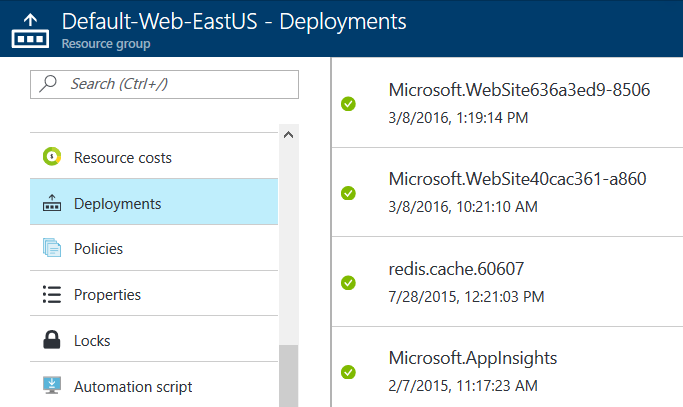 Default-Web-EastUS - Deployments
Resource group
Search (Ctrl+/)
Resource costs
Deployments
Policies
Properties
Locks
Automation script
Microsoft.WebSite636a3ed9-8506
3/8/2016, 1:19:14 PM
Microsoft.WebSite40cac361-a860
3/8/2016, 10:21:10 AM
redis.cache.60607
7/28/2015, 12:21:03 PM
Microsoft.AppInsights
2/7/2015, 11:17:23 AM